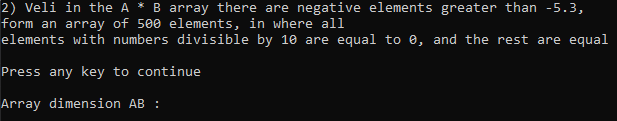 2) Veli in the A * B array there are negative elements greater than -5.3,
form an array of 500 elements, in where all
elements with numbers divisible by 10 are equal to 0, and the rest are equal
Press any key to continue
Array dimension AB :